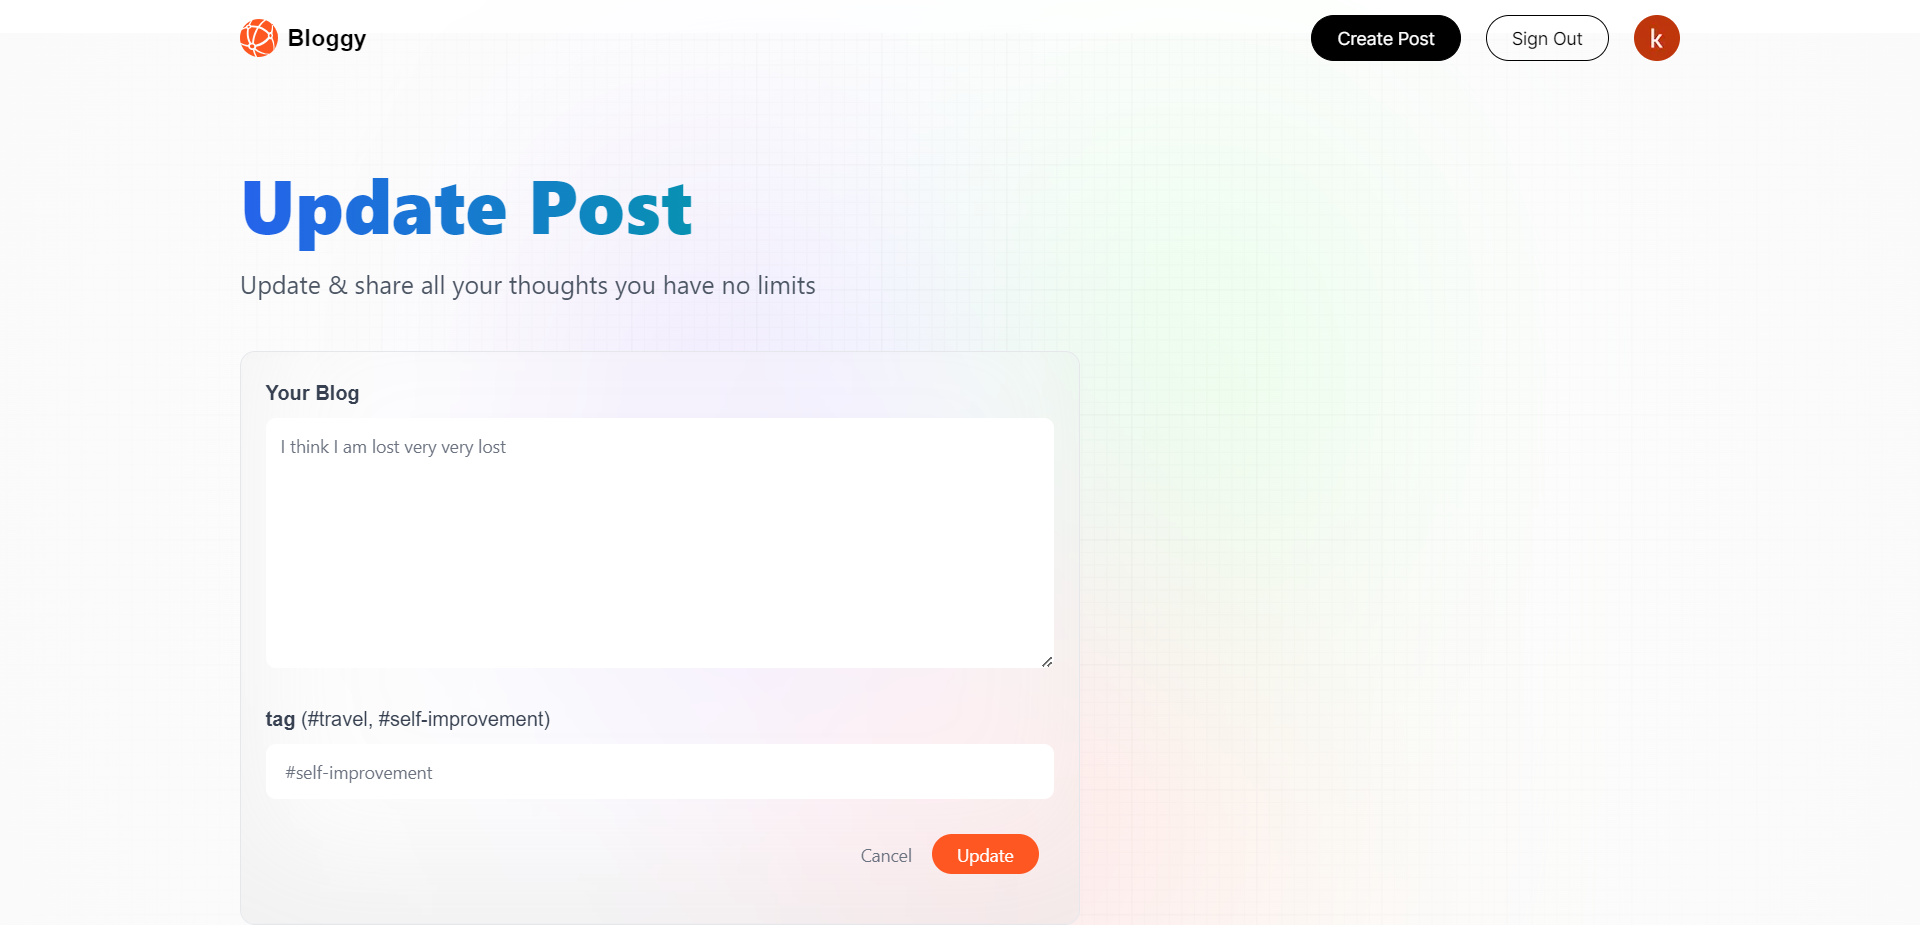 Bloggy
Create Post
Sign Out
k
Update Post
Update & share all your thoughts you have no limits
Your Blog
I think I am lost very very lost
tag (#travel, #self-improvement)
#self-improvement
Cancel
Update